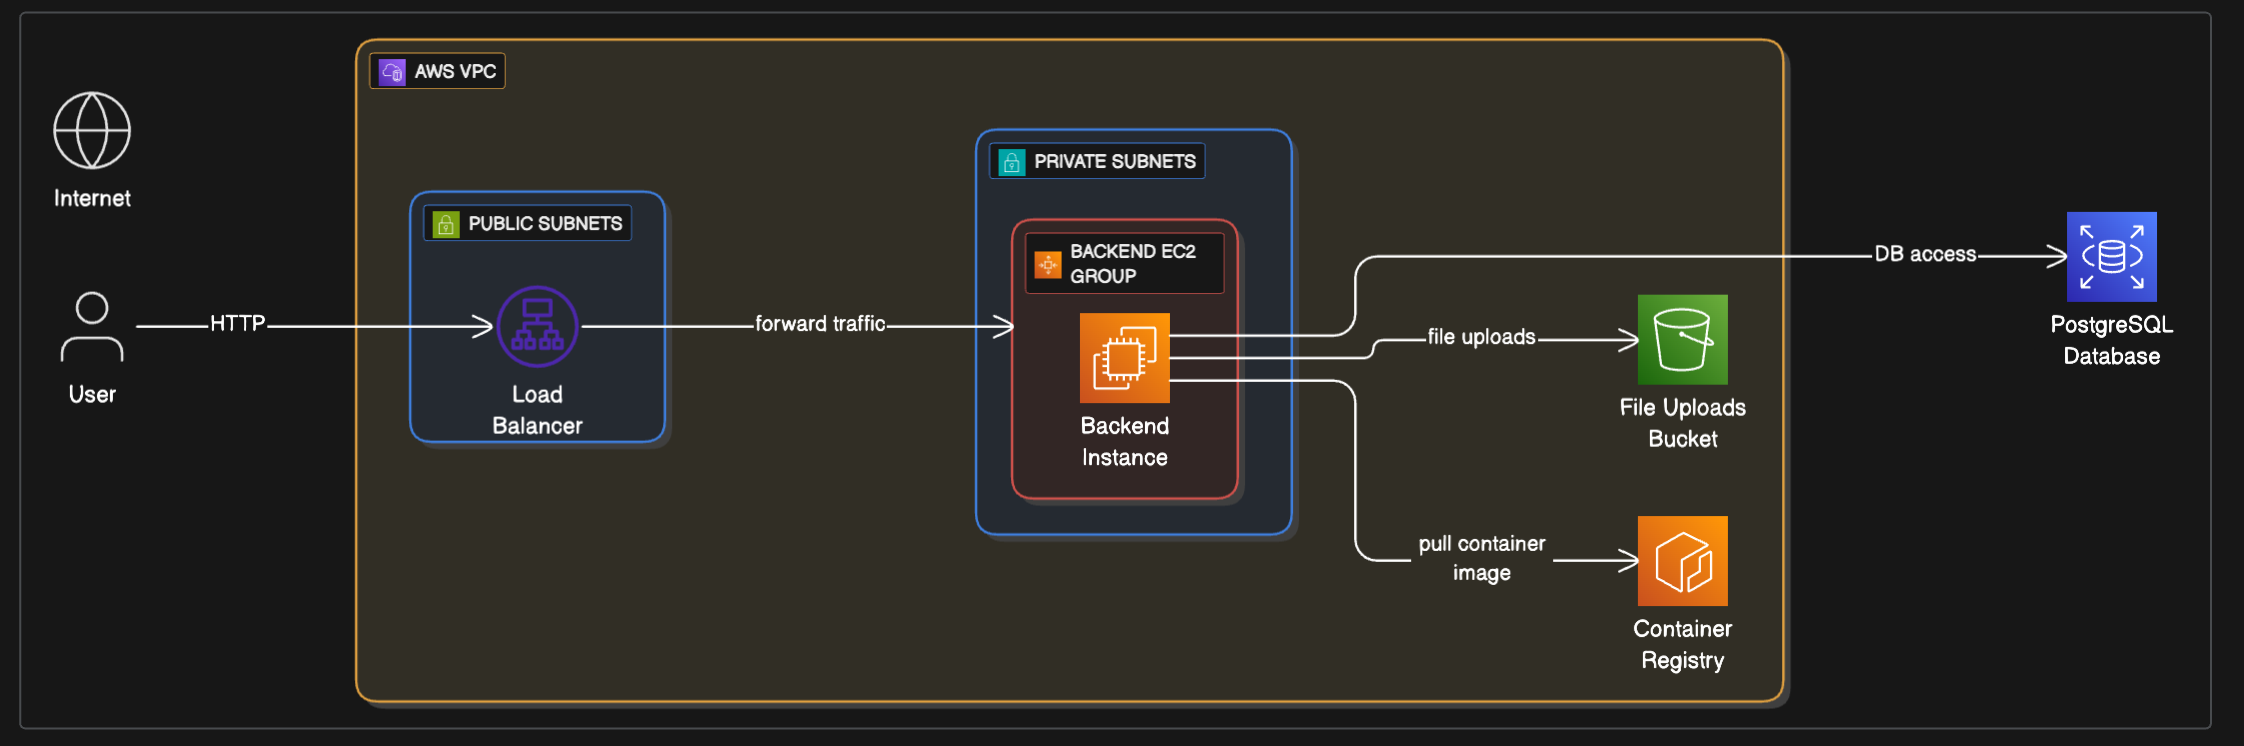 AWS VPC
Internet
PUBLIC SUBNETS
PRIVATE SUBNETS
BACKEND EC2
GROUP
HTTP
User
Load
Balancer
forward traffic
Backend
Instance
DB access
PostgreSQL
Database
file uploads
File Uploads
Bucket
pull container
image
Container
Registry